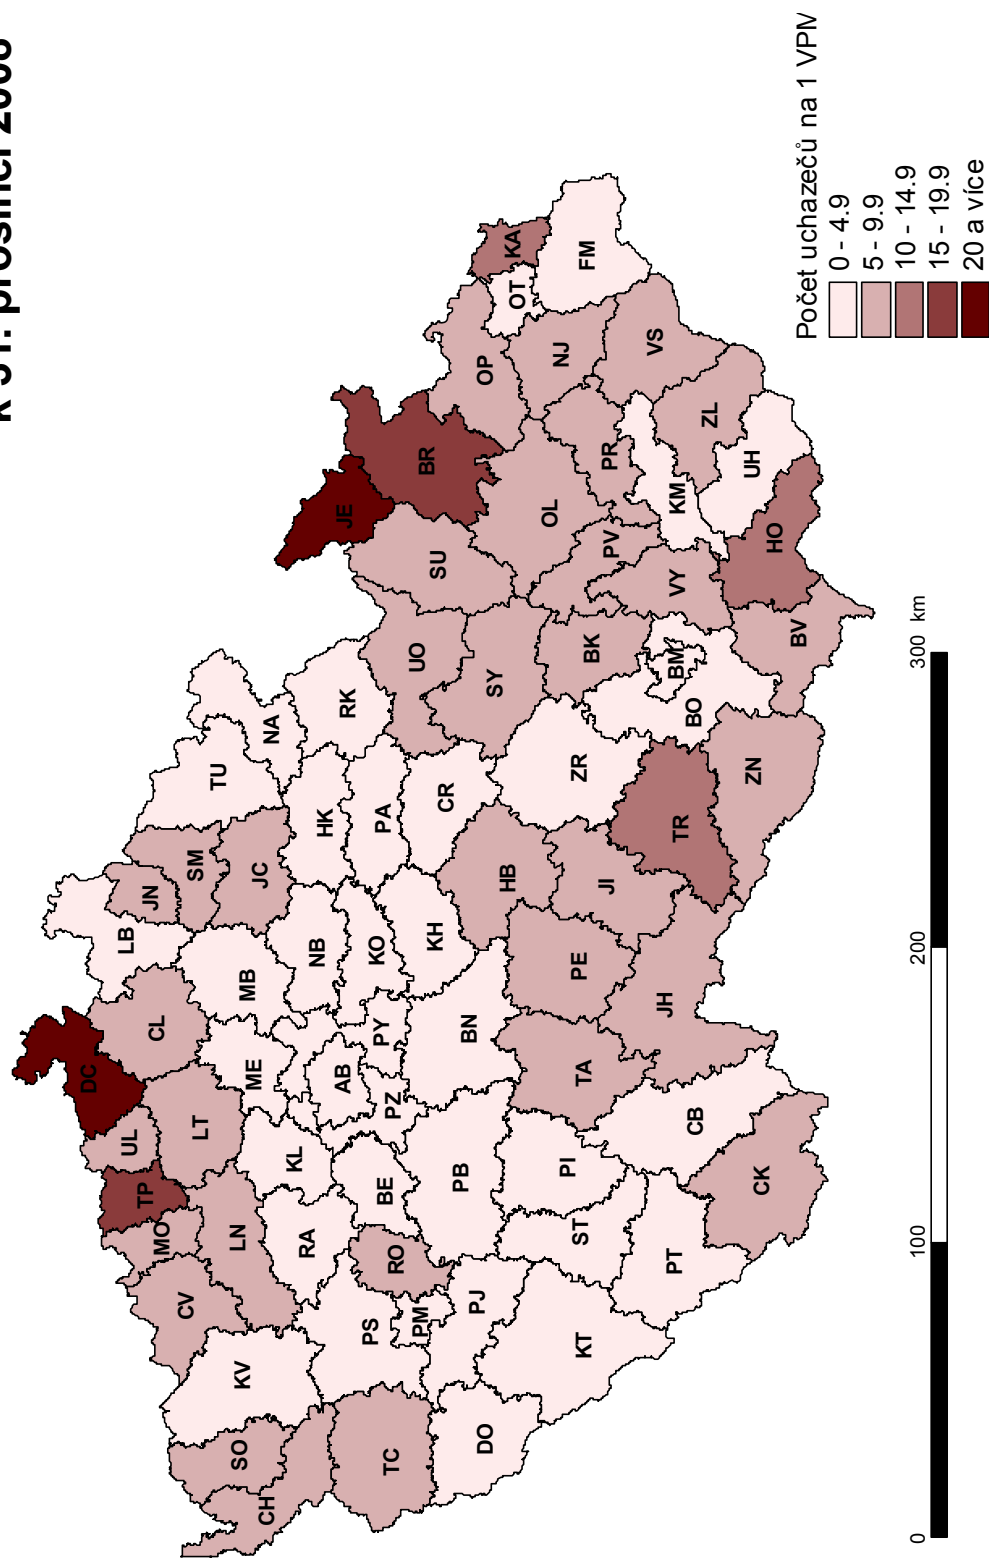 k 31. prosinci 2008
DC
LB
UL
TP
JN
CL
MO
CV
SM
LT
TU
SO
KV
LN
MB
ME
JC
CH
NA
KL
RA
NB
HK
AB
JE
RK
PS
KO
PY
PA
BE
TC
PZ
RO
UO
PM
BR
KH
SU
CR
PB
BN
PJ
DO
OP
SY
HB
KA
OT
OL
PI
ST
PE
TA
ZR
KT
NJ
FM
BK
JI
PR
PV
VS
JH
PT
BM
KM
VY
TR
CB
BO
ZL
UH
ZN
CK
HO
BV
Počet uchazečů na 1 VPM
0 - 4.9
5 - 9.9
10 - 14.9
15 - 19.9
20 a více
0 100 200 300 km